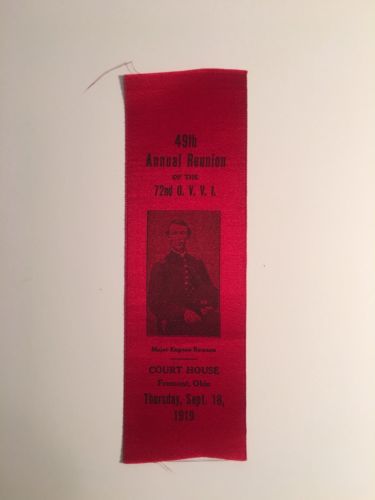 49th
Annual Reunion
OF THE
72nd O. V. V. I.
Major Eugene Rawson
COURT HOUSE
Fremont, Ohio
Thursday, Sept. 18,
1919